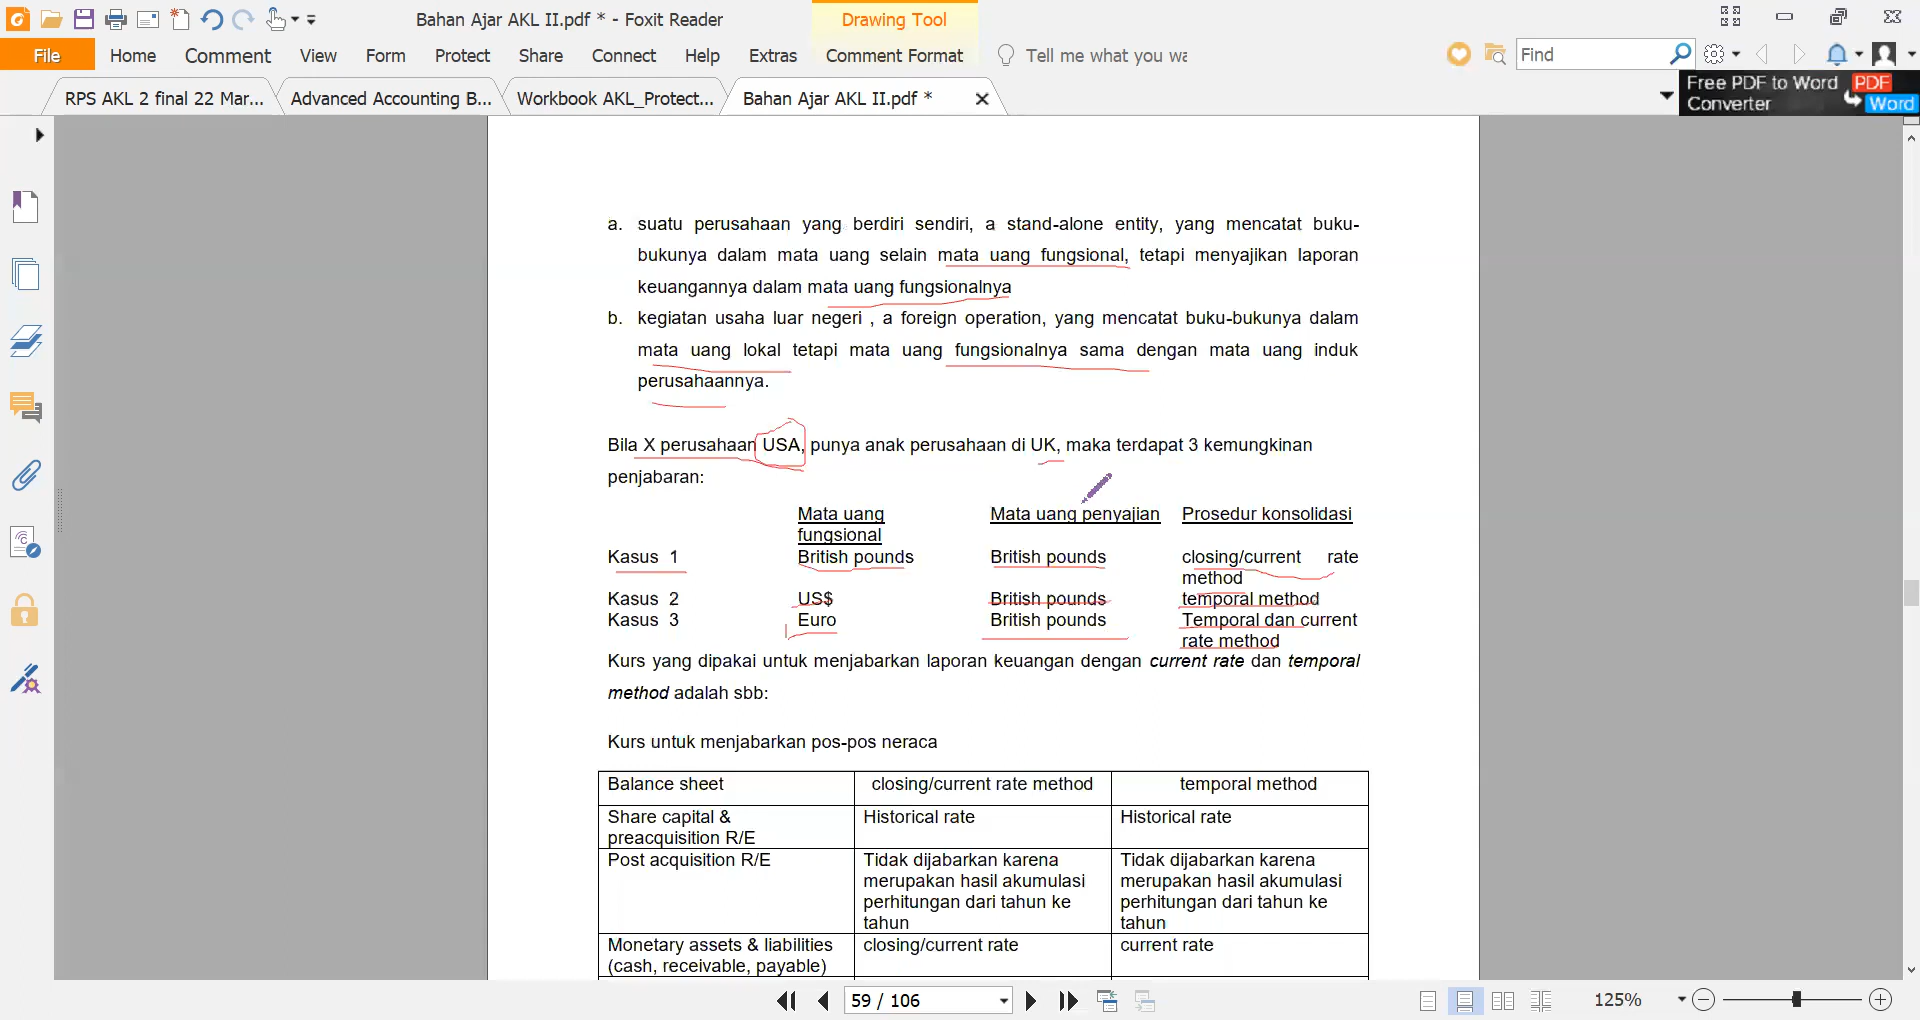 Bahan Ajar AKL II.pdf * - Foxit Reader
Drawing Tool
File Home Comment View Form Protect Share Connect Help Extras Comment Format Tell me what you wa Find
RPS AKL 2 final 22 Mar... Advanced Accounting B... Workbook AKL_Protect... Bahan Ajar AKL II.pdf *
Free PDF to Word PDF
Converter Word
a. suatu perusahaan yang berdiri sendiri, a stand-alone entity, yang mencatat buku-
bukunya dalam mata uang selain mata uang fungsional, tetapi menyajikan laporan
keuangannya dalam mata uang fungsionalnya
b. kegiatan usaha luar negeri , a foreign operation, yang mencatat buku-bukunya dalam
mata uang lokal tetapi mata uang fungsionalnya sama dengan mata uang induk
perusahaannya.
Bila X perusahaan USA, punya anak perusahaan di UK, maka terdapat 3 kemungkinan
penjabaran:
Mata uang Mata uang penyajian Prosedur konsolidasi
fungsional
Kasus 1 British pounds British pounds closing/current rate
method
Kasus 2 US$ British pounds temporal method
Kasus 3 Euro British pounds Temporal dan current
rate method
Kurs yang dipakai untuk menjabarkan laporan keuangan dengan current rate dan temporal
method adalah sbb:
Kurs untuk menjabarkan pos-pos neraca
Balance sheet closing/current rate method temporal method
Share capital & Historical rate Historical rate
preacquisition R/E
Post acquisition R/E Tidak dijabarkan karena Tidak dijabarkan karena
merupakan hasil akumulasi merupakan hasil akumulasi
perhitungan dari tahun ke perhitungan dari tahun ke
tahun tahun
Monetary assets & liabilities closing/current rate current rate
(cash, receivable, payable)
59 / 106 125%